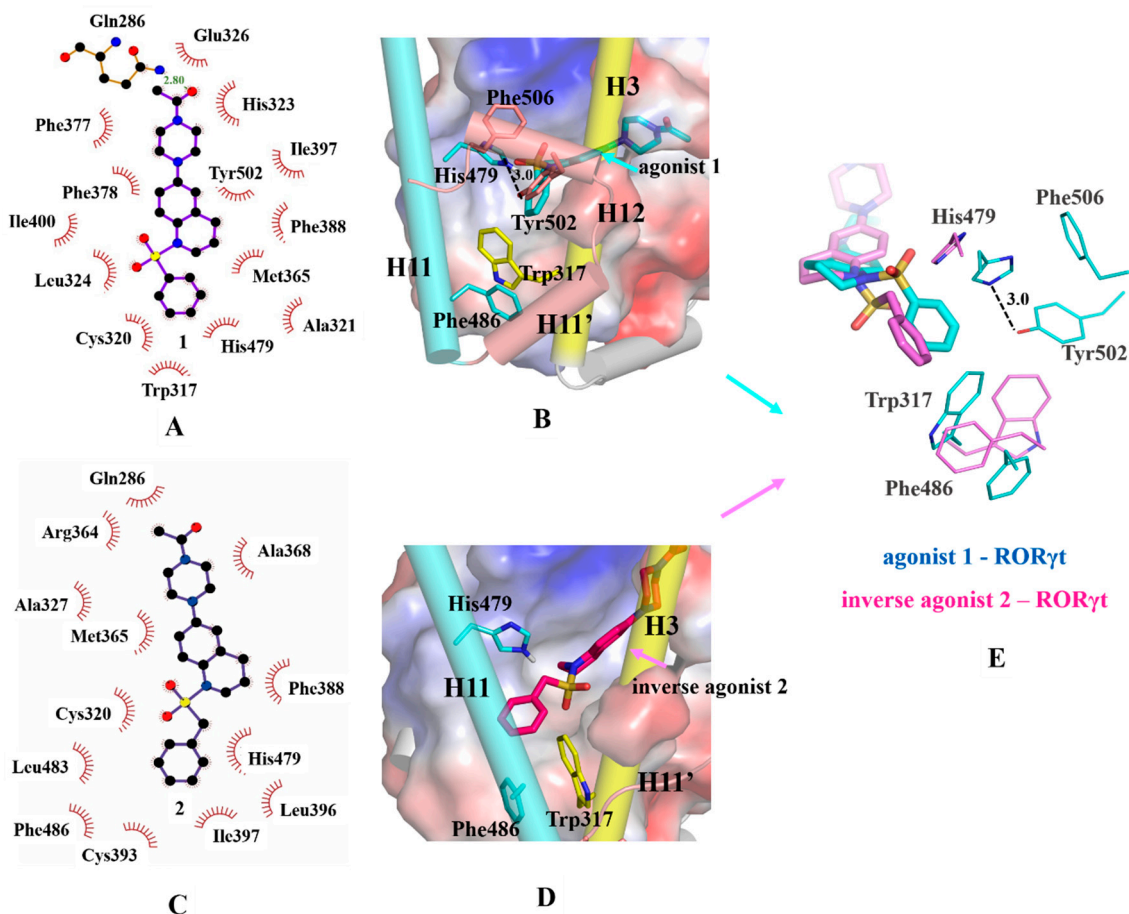 Gln286
Glu326
2.80
His323
Phe377
Ile397
Tyr502
Phe378
Ile400
Phe388
Leu324
Met365
Ala321
Cys320
1
His479
Trp317
A
H3
Phe506
His479
3.0
agonist 1
Tyr502
H12
H11
Trp317
Phe486
H11’
B
Gln286
Arg364
Ala368
Ala327
Met365
Phe388
Cys320
His479
Leu483
Leu396
2
Phe486
Ile397
Cys393
C
His479
H3
H11
inverse agonist 2
H11’
Phe486
Trp317
D
His479
Phe506
3.0
Tyr502
Trp317
Phe486
agonist 1 - RORγt
inverse agonist 2 – RORγt
E